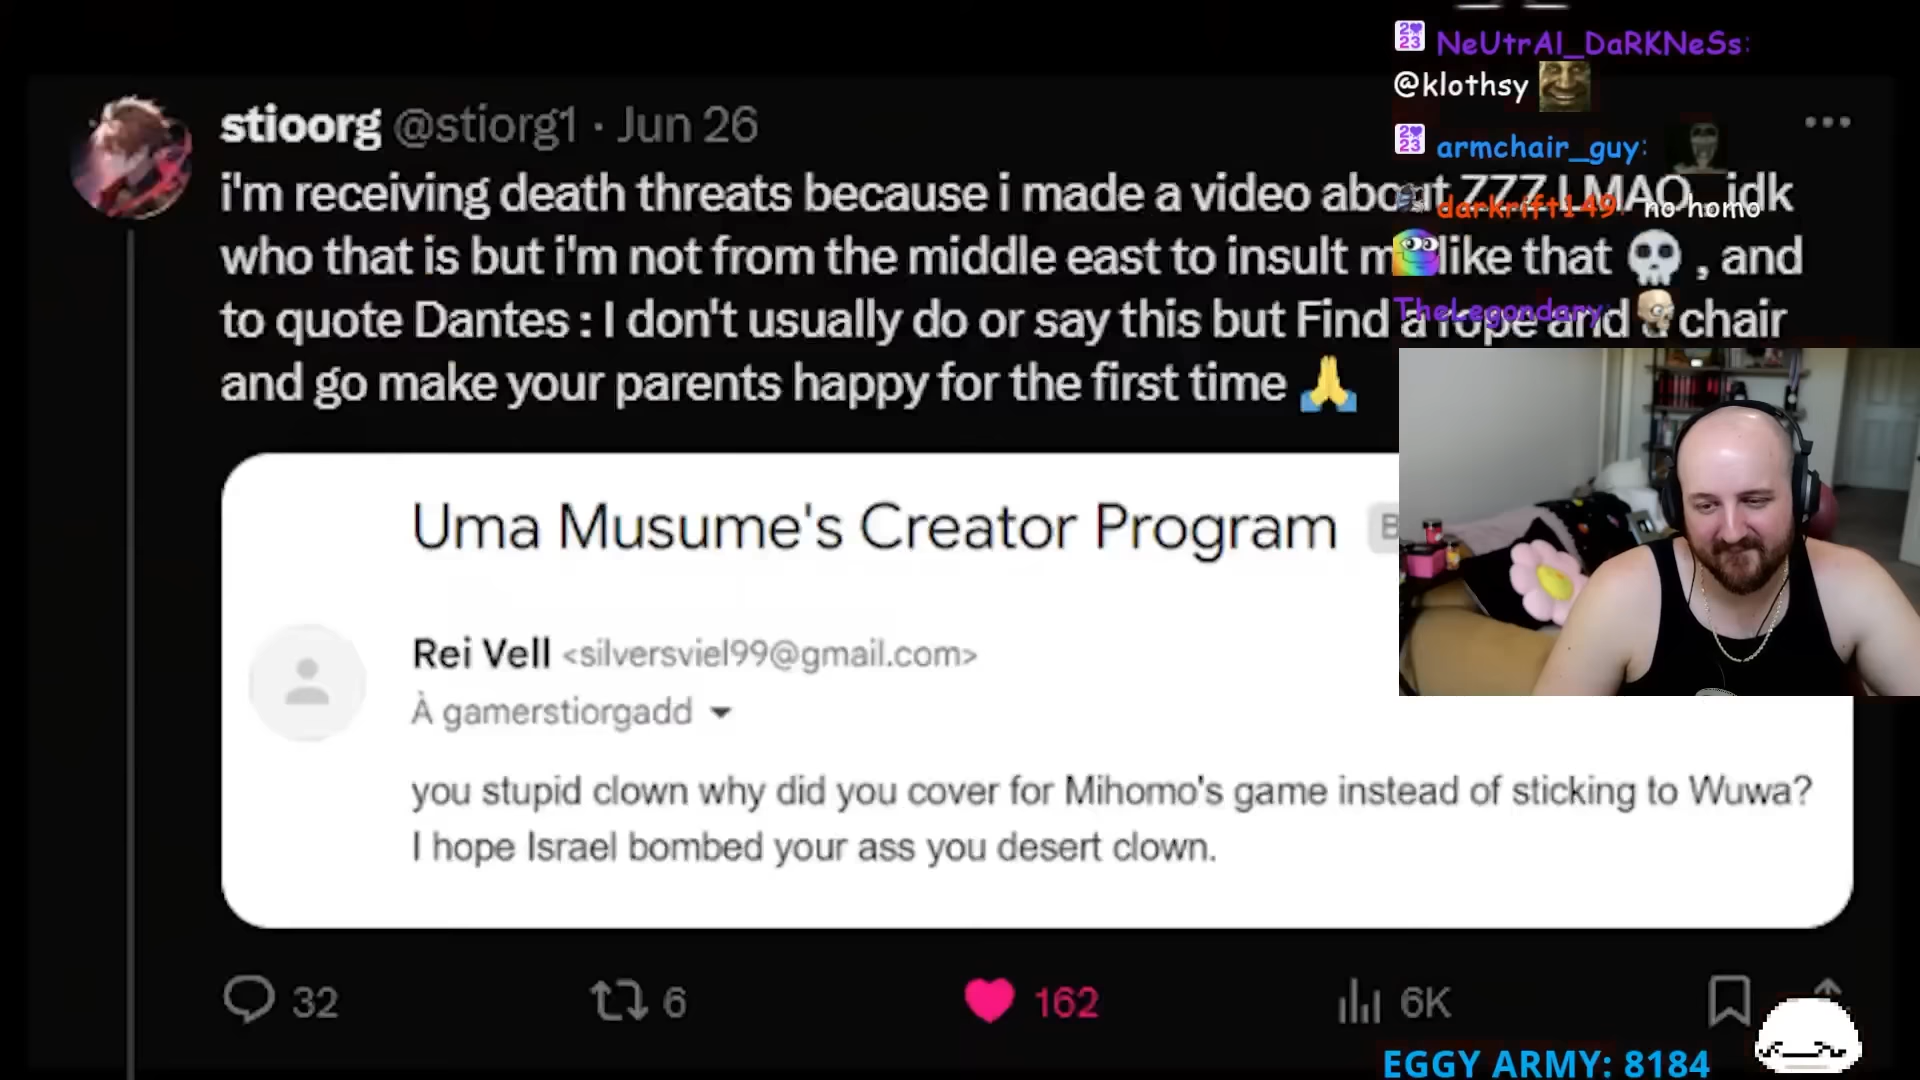 NeUtrAl_DaRKNeSs:
@klothsy
armchair_guy:
darkrift149: no homo
TheLegondary:
stioorg @stiorg1 · Jun 26
i'm receiving death threats because i made a video about ZZZ LMAO, idk
who that is but i'm not from the middle east to insult me like that 💀 , and
to quote Dantes : I don't usually do or say this but Find a rope and a chair
and go make your parents happy for the first time 🙏
Uma Musume's Creator Program
Rei Vell <silversviel99@gmail.com>
À gamerstiorgadd
you stupid clown why did you cover for Mihomo's game instead of sticking to Wuwa?
I hope Israel bombed your ass you desert clown.
32 6 162 6K
EGGY ARMY: 8184